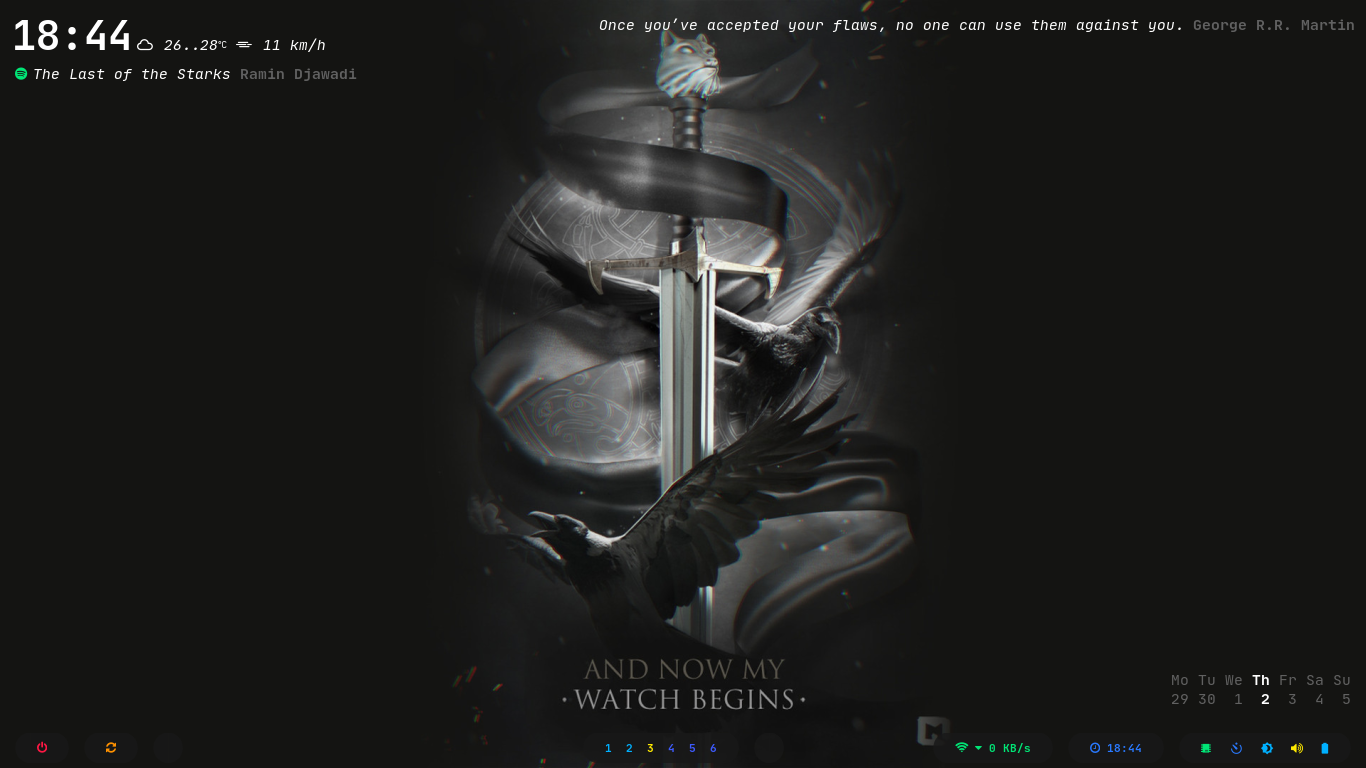 18:44 26..28°C 11 km/h
The Last of the Starks Ramin Djawadi
Once you’ve accepted your flaws, no one can use them against you. George R.R. Martin
AND NOW MY
·WATCH BEGINS·
Mo Tu We Th Fr Sa Su
29 30 1 2 3 4 5
1 2 3 4 5 6
0 KB/s
18:44